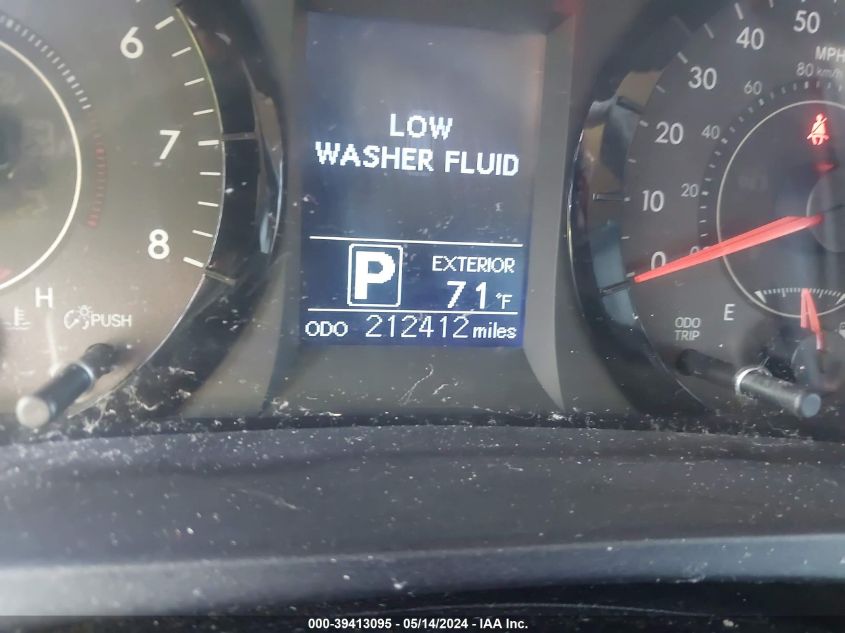 6
7
8
H
PUSH
LOW
WASHER FLUID
P
EXTERIOR
71 °F
ODO 212412 miles
50
MPH
80 km/h
40
60
30
40
20
20
10
0
E
ODO
TRIP
000-39413095 - 05/14/2024 - IAA Inc.